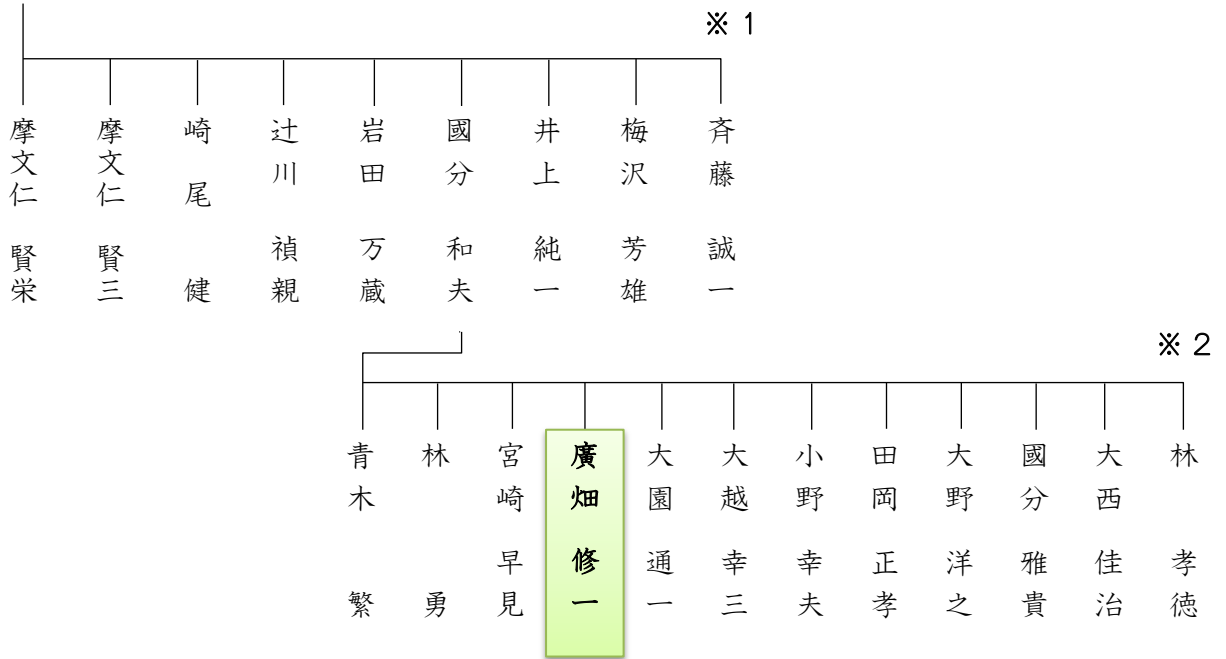 ※１
摩文仁 賢栄
摩文仁 賢三
崎尾 健
辻川 禎親
岩田 万蔵
國分 和夫
井上 純一
梅沢 芳雄
斉藤 誠一
※２
青木 繁
林 勇
宮崎 早見
廣畑 修一
大園 通一
大越 幸三
小野 幸夫
田岡 正孝
大野 洋之
國分 雅貴
大西 佳治
林 孝徳